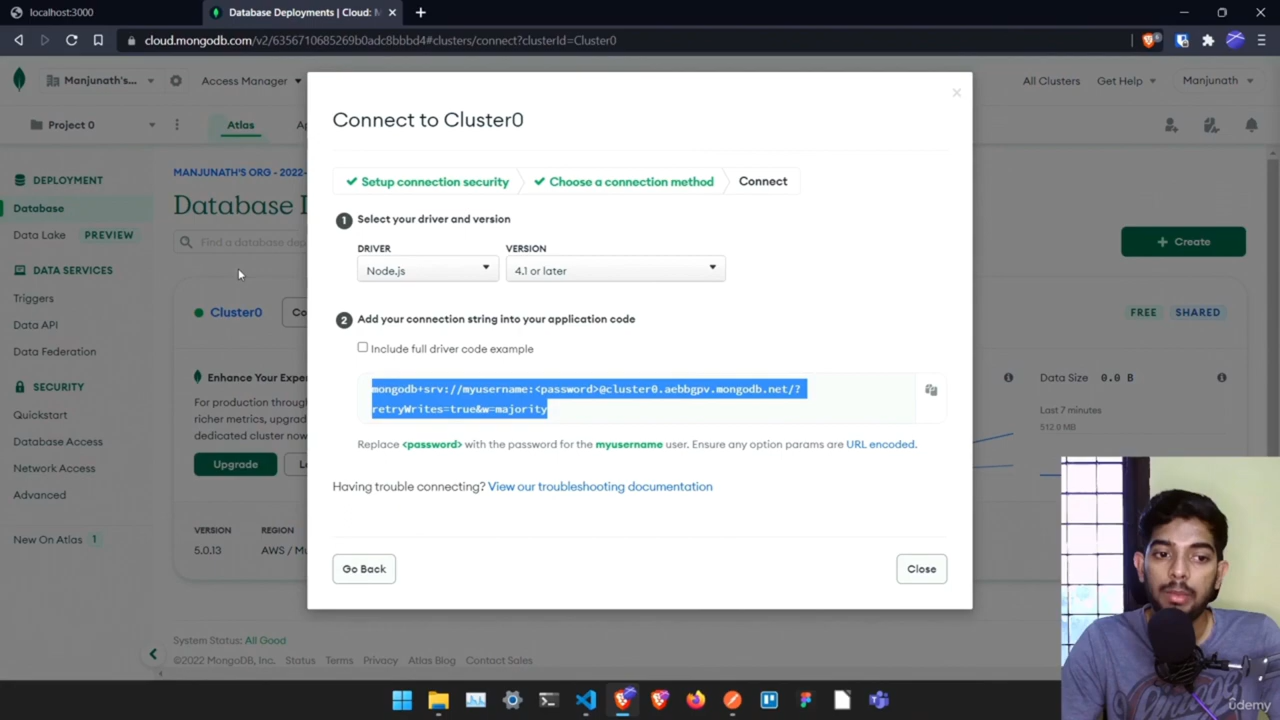 localhost:3000
Database Deployments | Cloud: M
cloud.mongodb.com/v2/6356710685269b0adc8bbbd4#clusters/connect?clusterId=Cluster0
Manjunath's...
Access Manager
All Clusters
Get Help
Manjunath
Project 0
Atlas
DEPLOYMENT
Database
Data Lake
PREVIEW
DATA SERVICES
Triggers
Data API
Data Federation
SECURITY
Quickstart
Database Access
Network Access
Advanced
New On Atlas 1
MANJUNATH'S ORG - 2022-
Database
Find a database dep
Create
Cluster0
Co
FREE
SHARED
Enhance Your Exper
For production through
richer metrics, upgrad
dedicated cluster now
Upgrade
VERSION
REGION
5.0.13
AWS / Mu
Data Size 0.0 B
Last 7 minutes
512.0 MB
Connect to Cluster0
Setup connection security
Choose a connection method
Connect
1 Select your driver and version
DRIVER
VERSION
Node.js
4.1 or later
2 Add your connection string into your application code
Include full driver code example
mongodb+srv://myusername:<password>@cluster0.aebbgpv.mongodb.net/?
retryWrites=true&w=majority
Replace <password> with the password for the myusername user. Ensure any option params are URL encoded.
Having trouble connecting? View our troubleshooting documentation
Go Back
Close
System Status: All Good
©2022 MongoDB, Inc. Status Terms Privacy Atlas Blog Contact Sales
udemy